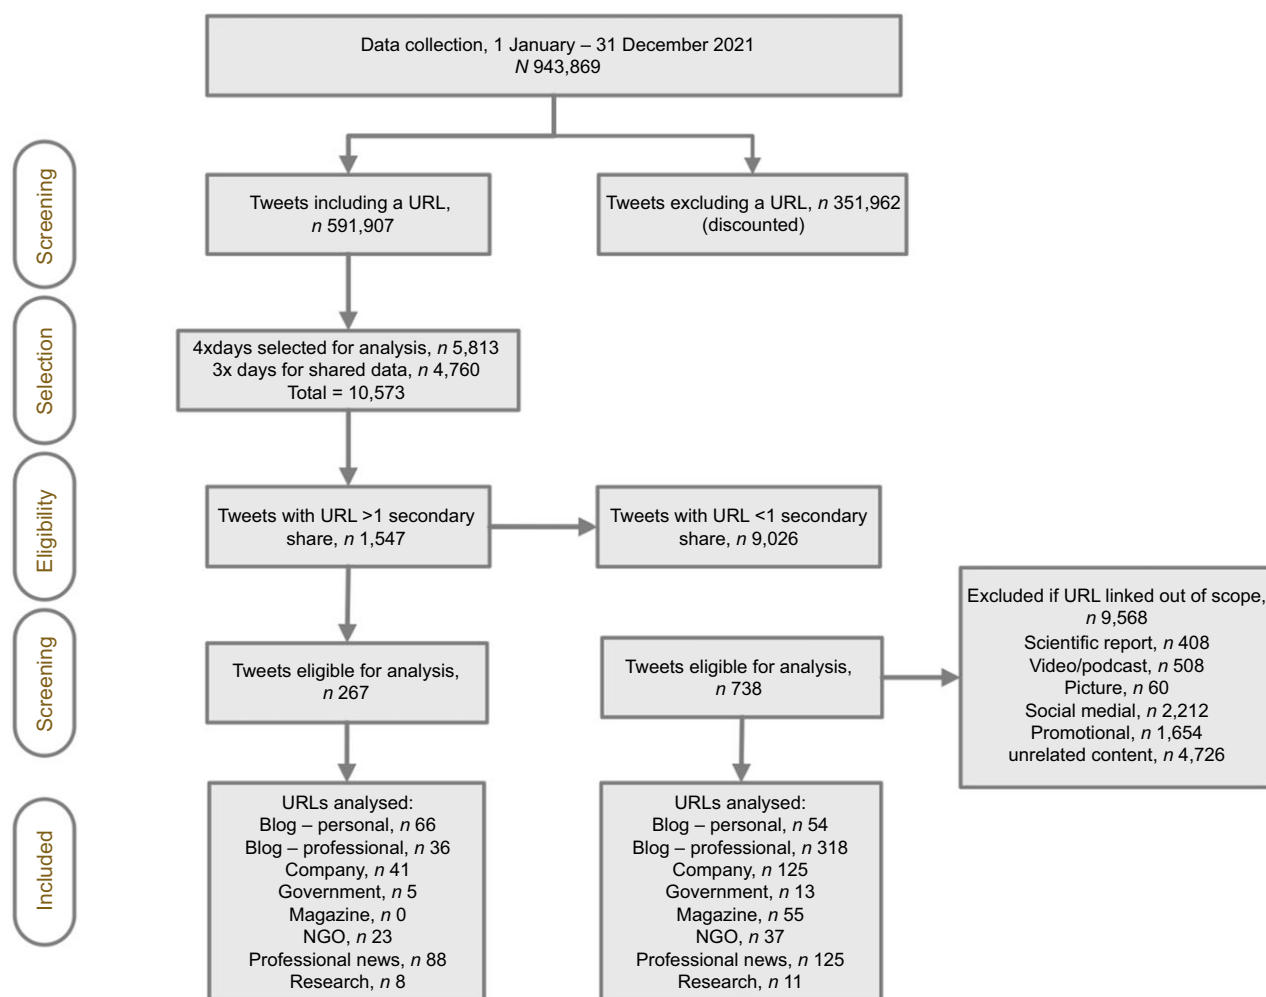 Data collection, 1 January – 31 December 2021
N 943,869
Screening
Tweets including a URL,
n 591,907
Tweets excluding a URL, n 351,962
(discounted)
Selection
4xdays selected for analysis, n 5,813
3x days for shared data, n 4,760
Total = 10,573
Eligibility
Tweets with URL >1 secondary
share, n 1,547
Tweets with URL <1 secondary
share, n 9,026
Excluded if URL linked out of scope,
n 9,568
Scientific report, n 408
Video/podcast, n 508
Picture, n 60
Social medial, n 2,212
Promotional, n 1,654
unrelated content, n 4,726
Screening
Tweets eligible for analysis,
n 267
Tweets eligible for analysis,
n 738
Included
URLs analysed:
Blog – personal, n 66
Blog – professional, n 36
Company, n 41
Government, n 5
Magazine, n 0
NGO, n 23
Professional news, n 88
Research, n 8
URLs analysed:
Blog – personal, n 54
Blog – professional, n 318
Company, n 125
Government, n 13
Magazine, n 55
NGO, n 37
Professional news, n 125
Research, n 11